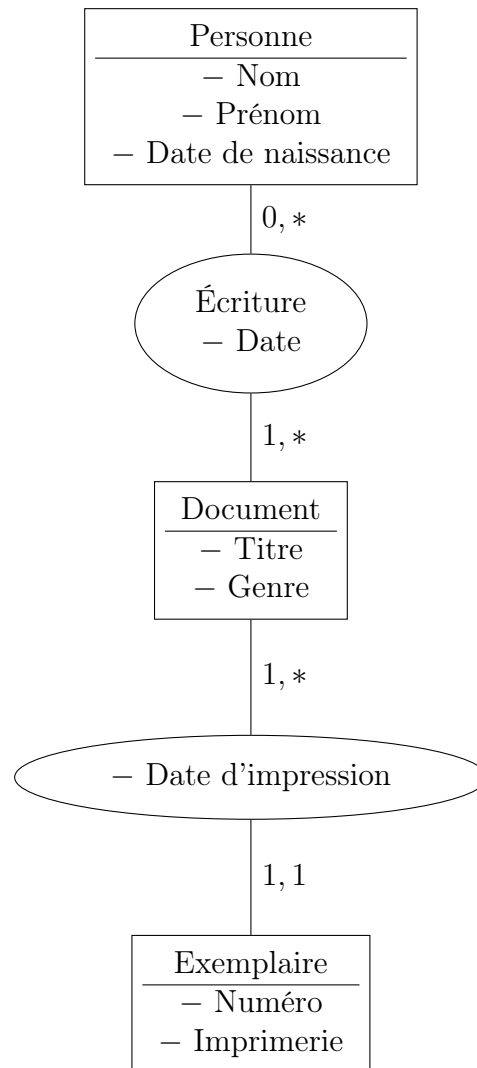 Personne
− Nom
− Prénom
− Date de naissance
0, ∗
Écriture
− Date
1, ∗
Document
− Titre
− Genre
1, ∗
− Date d'impression
1, 1
Exemplaire
− Numéro
− Imprimerie